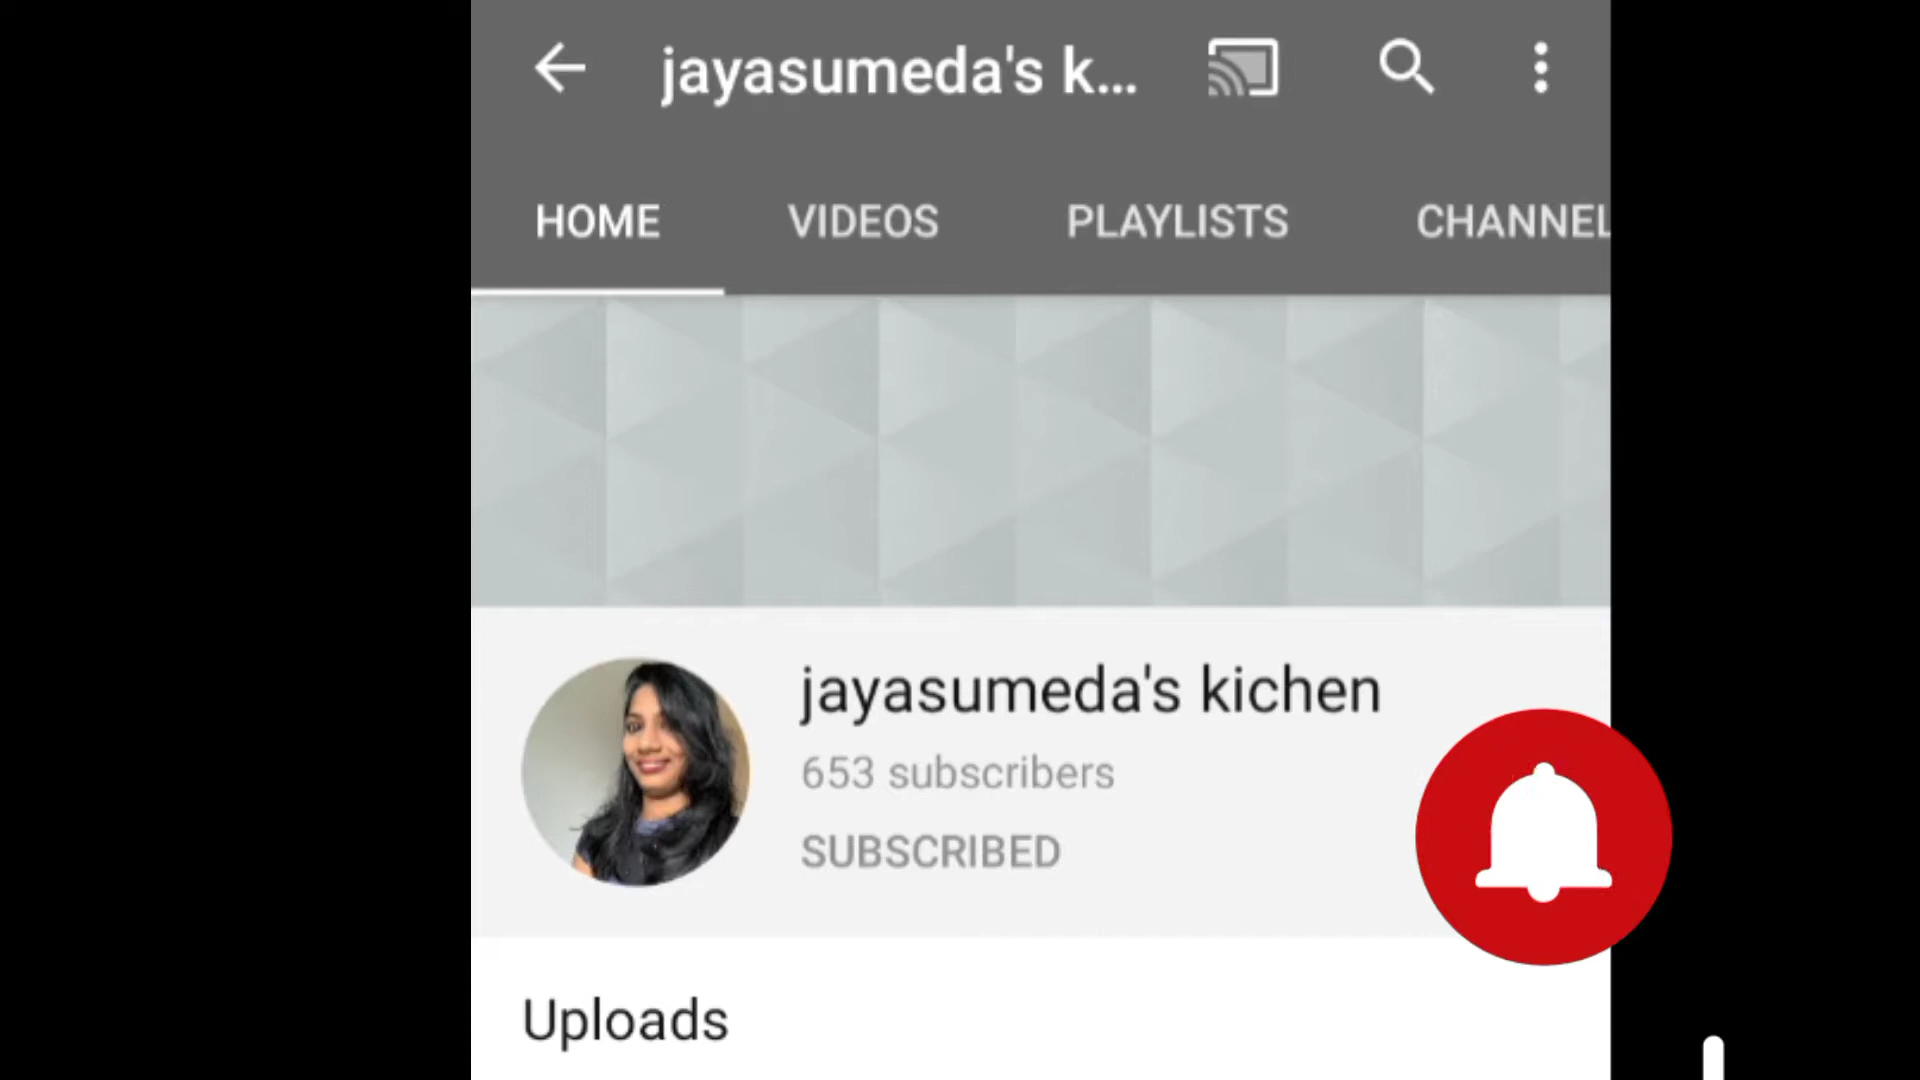 jayasumeda's k...
HOME VIDEOS PLAYLISTS CHANNEL
jayasumeda's kichen
653 subscribers
SUBSCRIBED
Uploads